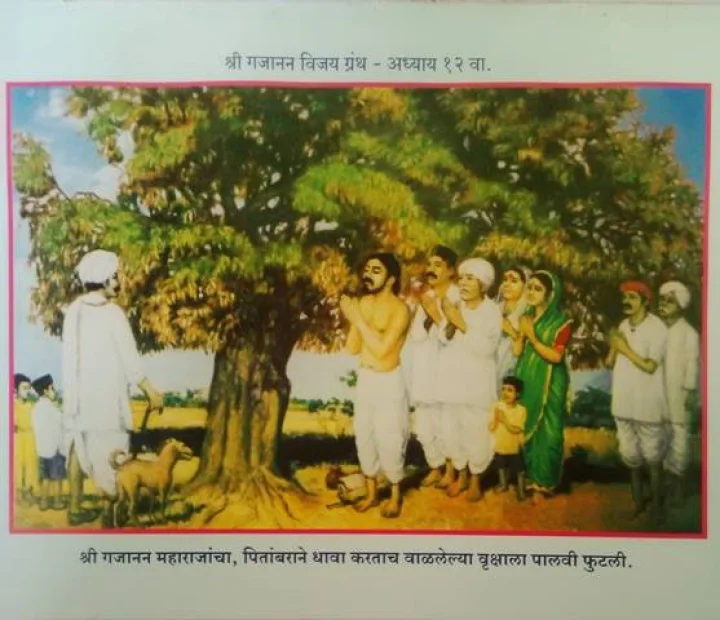 श्री गजानन विजय ग्रंथ - अध्याय १२ वा.
श्री गजानन महाराजांचा, पितांबराने धावा करताच वाळलेल्या वृक्षाला पालवी फुटली.